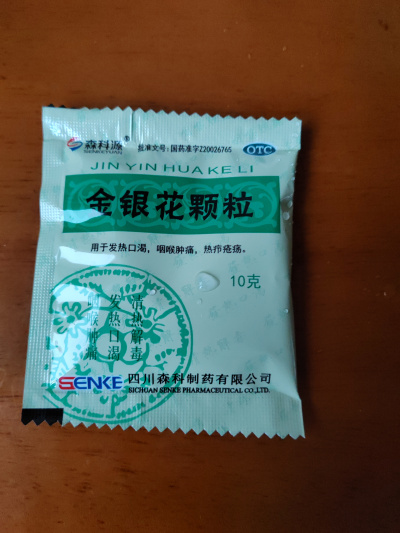 森科源®
SENKEYUAN
批准文号：国药准字Z20026765
OTC
JIN YIN HUA KE LI
金银花颗粒
用于发热口渴，咽喉肿痛，热疖疮疡。
10克
清热解毒
发热口渴
咽喉肿痛
SENKE 四川森科制药有限公司
SICHUAN SENKE PHARMACEUTICAL CO.,LTD.